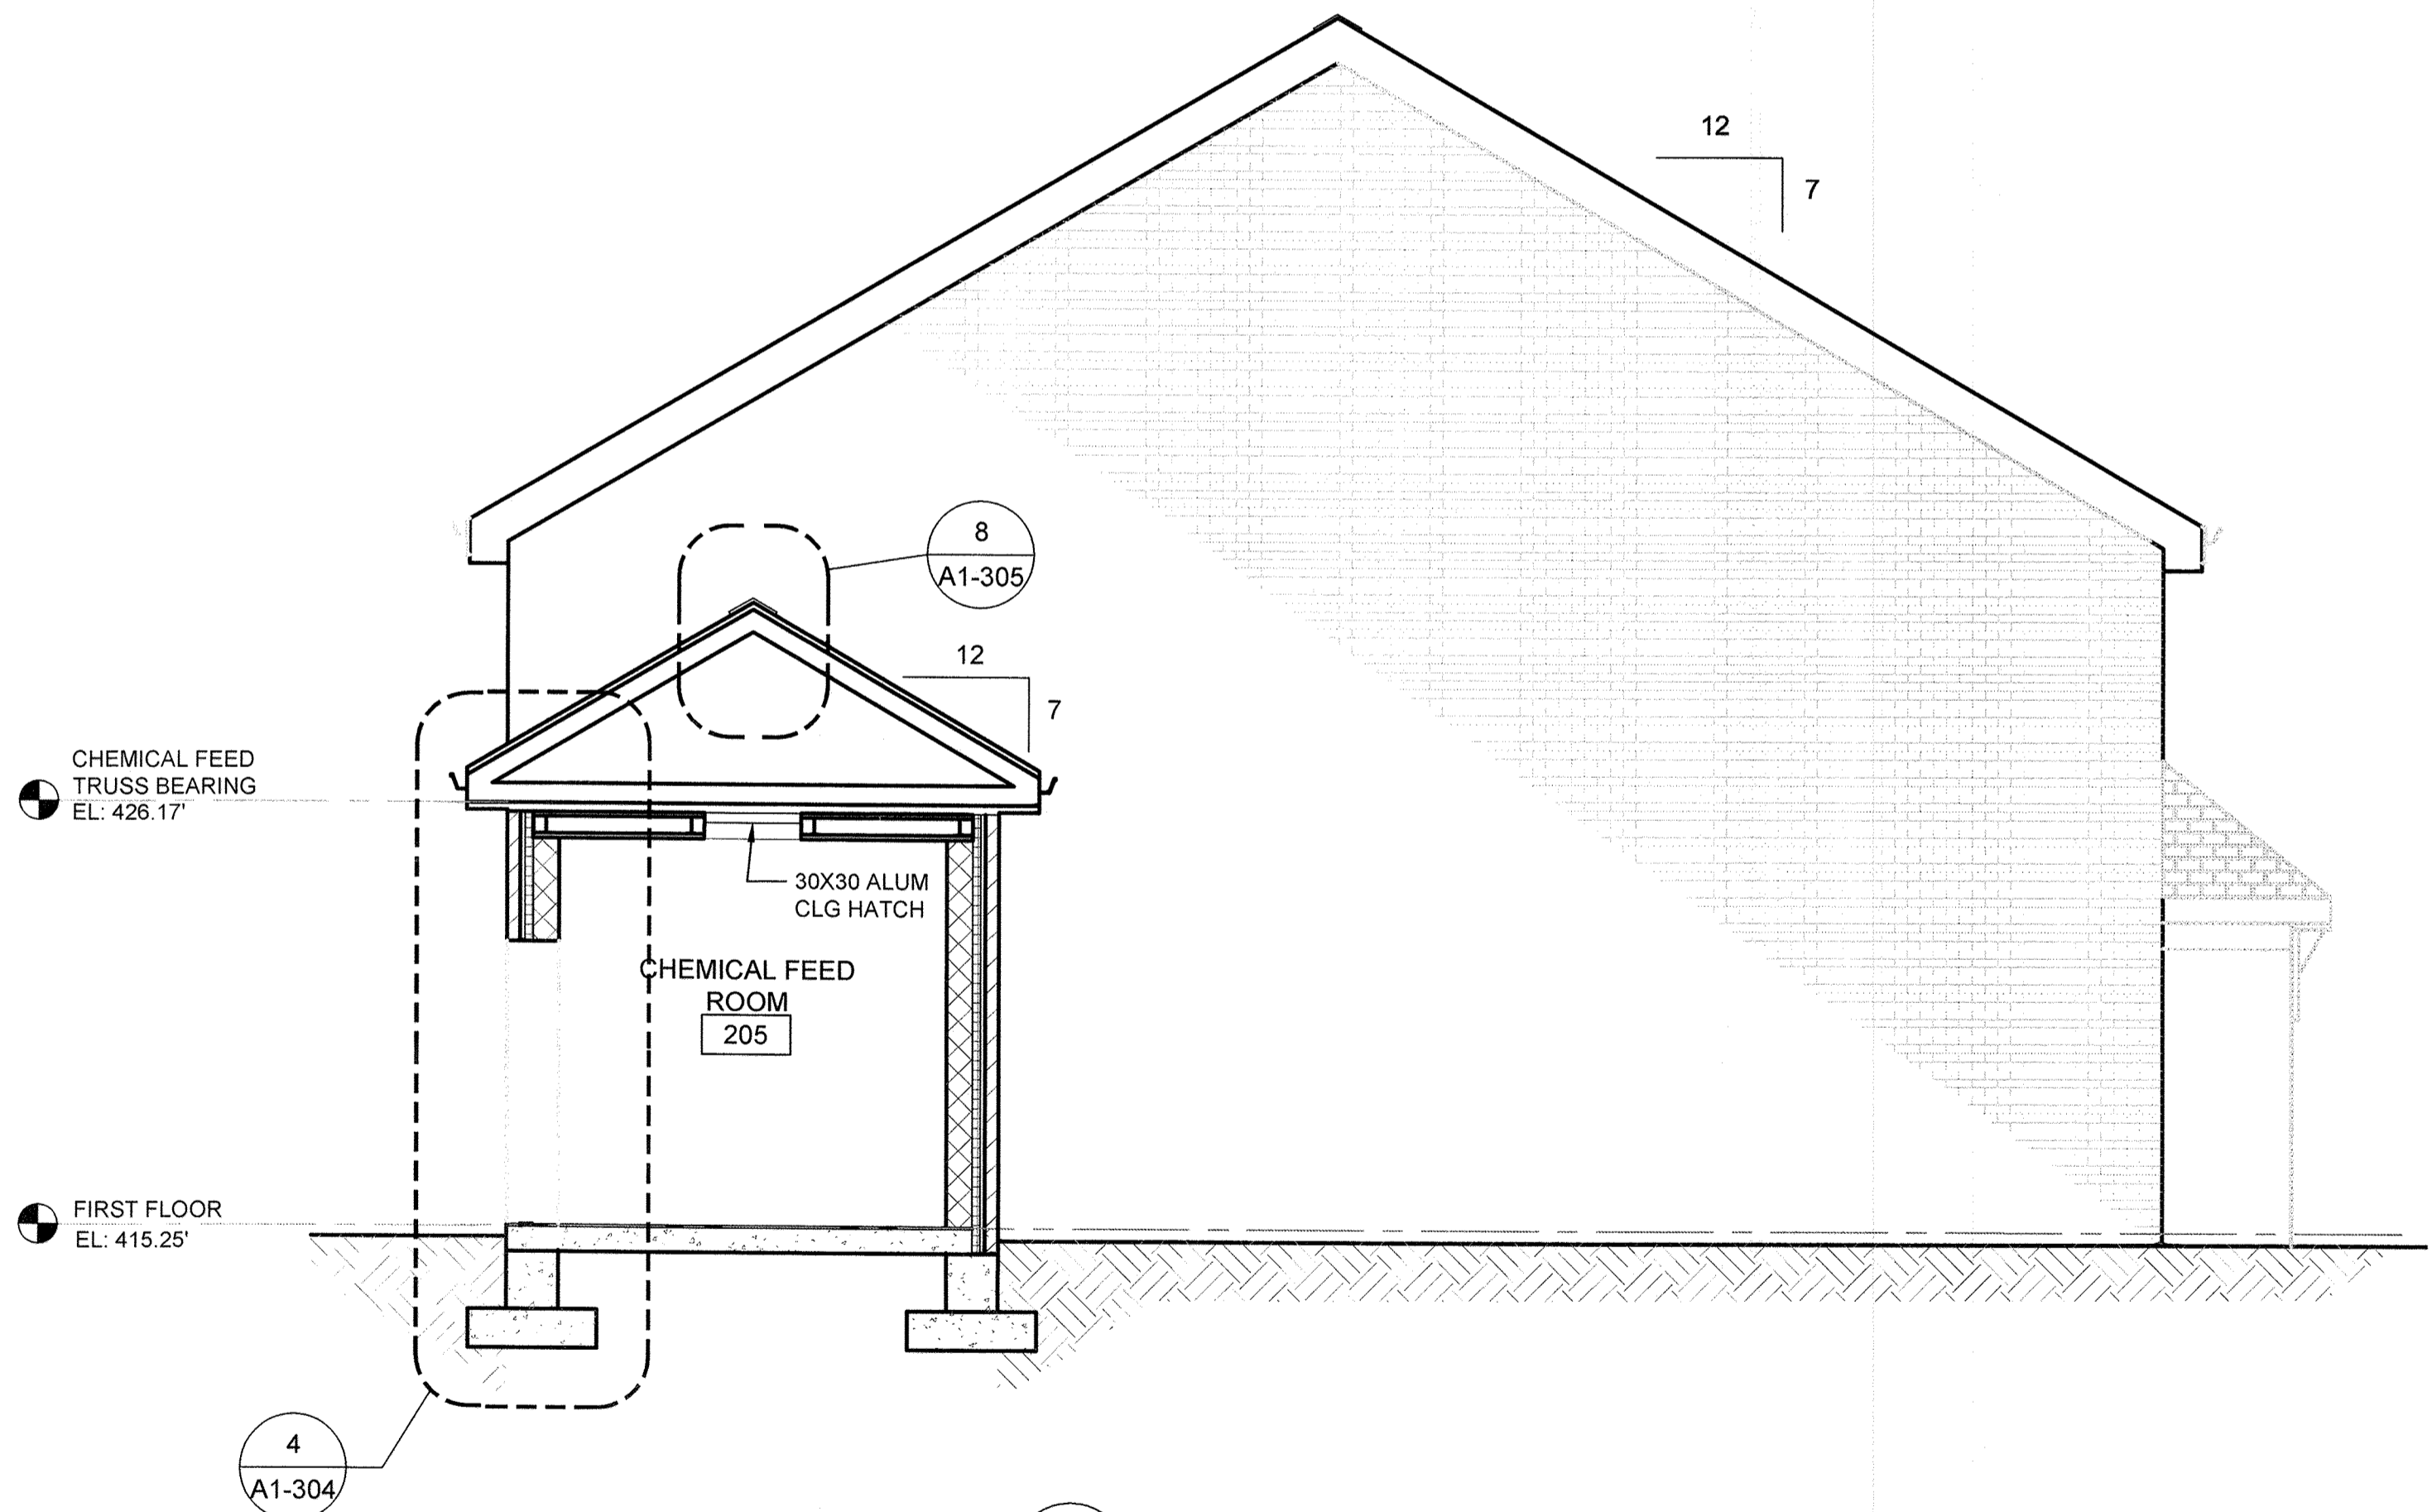 12
7
8
A1-305
12
7
CHEMICAL FEED
TRUSS BEARING
EL: 426.17'
30X30 ALUM
CLG HATCH
CHEMICAL FEED
ROOM
205
FIRST FLOOR
EL: 415.25'
4
A1-304